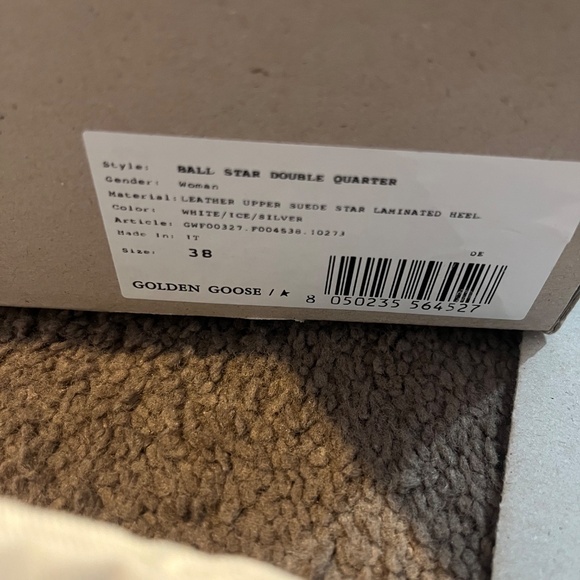 Style: BALL STAR DOUBLE QUARTER
Gender: Woman
Material: LEATHER UPPER SUEDE STAR LAMINATED HEEL
Color: WHITE/ICE/SILVER
Article: GWF00327.F004538.10273
Made In: IT
Size: 38
OE
GOLDEN GOOSE /
8 050235 564527